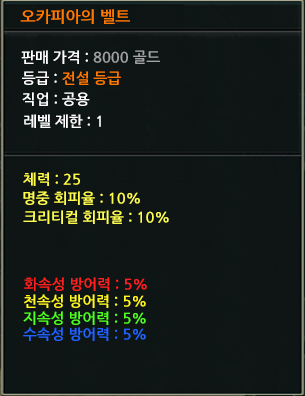 오카피아의 벨트
판매 가격 : 8000 골드
등급 : 전설 등급
직업 : 공용
레벨 제한 : 1
체력 : 25
명중 회피율 : 10%
크리티컬 회피율 : 10%
화속성 방어력 : 5%
천속성 방어력 : 5%
지속성 방어력 : 5%
수속성 방어력 : 5%